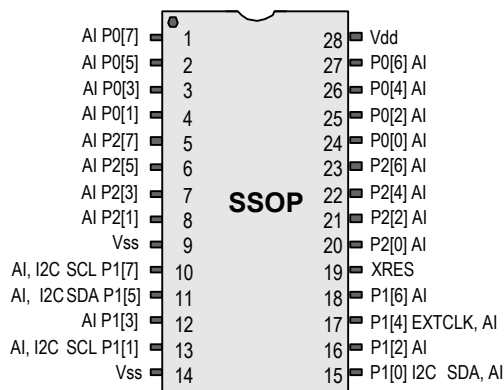 AI P0[7] 1 28 Vdd
AI P0[5] 2 27 P0[6] AI
AI P0[3] 3 26 P0[4] AI
AI P0[1] 4 25 P0[2] AI
AI P2[7] 5 24 P0[0] AI
AI P2[5] 6 23 P2[6] AI
AI P2[3] 7 22 P2[4] AI
SSOP
AI P2[1] 8 21 P2[2] AI
Vss 9 20 P2[0] AI
AI, I2C SCL P1[7] 10 19 XRES
AI, I2C SDA P1[5] 11 18 P1[6] AI
AI P1[3] 12 17 P1[4] EXTCLK, AI
AI, I2C SCL P1[1] 13 16 P1[2] AI
Vss 14 15 P1[0] I2C SDA, AI